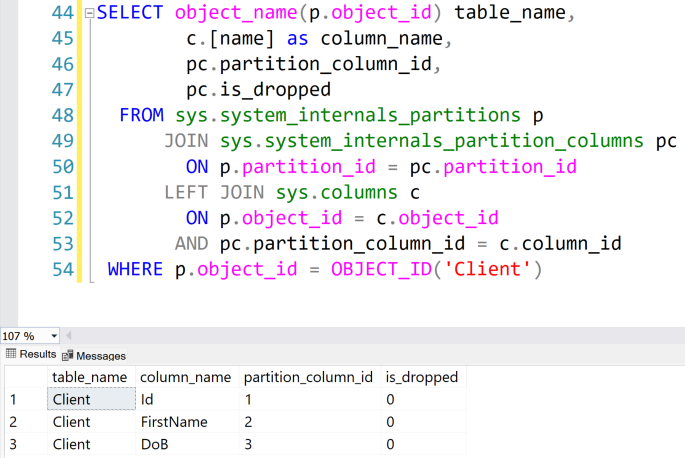 44 SELECT object_name(p.object_id) table_name,
45 c.[name] as column_name,
46 pc.partition_column_id,
47 pc.is_dropped
48 FROM sys.system_internals_partitions p
49 JOIN sys.system_internals_partition_columns pc
50 ON p.partition_id = pc.partition_id
51 LEFT JOIN sys.columns c
52 ON p.object_id = c.object_id
53 AND pc.partition_column_id = c.column_id
54 WHERE p.object_id = OBJECT_ID('Client')
107 %
Results Messages
table_name column_name partition_column_id is_dropped
1 Client Id 1 0
2 Client FirstName 2 0
3 Client DoB 3 0